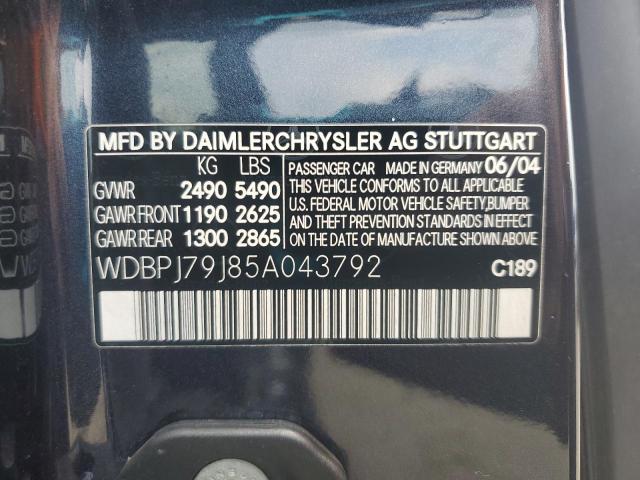 MFD BY DAIMLERCHRYSLER AG STUTTGART
KG LBS
GVWR 2490 5490
GAWR FRONT 1190 2625
GAWR REAR 1300 2865
PASSENGER CAR MADE IN GERMANY 06/04
THIS VEHICLE CONFORMS TO ALL APPLICABLE
U.S. FEDERAL MOTOR VEHICLE SAFETY,BUMPER
AND THEFT PREVENTION STANDARDS IN EFFECT
ON THE DATE OF MANUFACTURE SHOWN ABOVE.
WDBPJ79J85A043792
C189